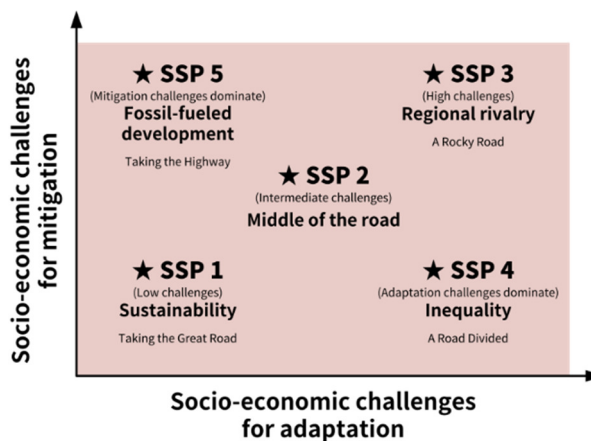 Socio-economic challenges
for mitigation
★ SSP 5
(Mitigation challenges dominate)
Fossil-fueled
development
Taking the Highway
★ SSP 3
(High challenges)
Regional rivalry
A Rocky Road
★ SSP 2
(Intermediate challenges)
Middle of the road
★ SSP 1
(Low challenges)
Sustainability
Taking the Great Road
★ SSP 4
(Adaptation challenges dominate)
Inequality
A Road Divided
Socio-economic challenges
for adaptation